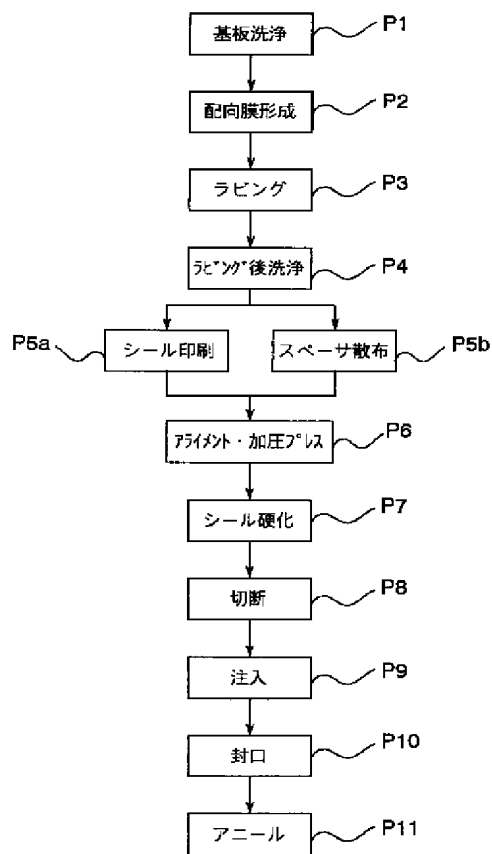 基板洗浄 P1
配向膜形成 P2
ラビング P3
ﾗﾋﾞﾝｸﾞ後洗浄 P4
P5a シール印刷 スペーサ散布 P5b
ｱﾗｲﾒﾝﾄ・加圧ﾌﾟﾚｽ P6
シール硬化 P7
切断 P8
注入 P9
封口 P10
アニール P11